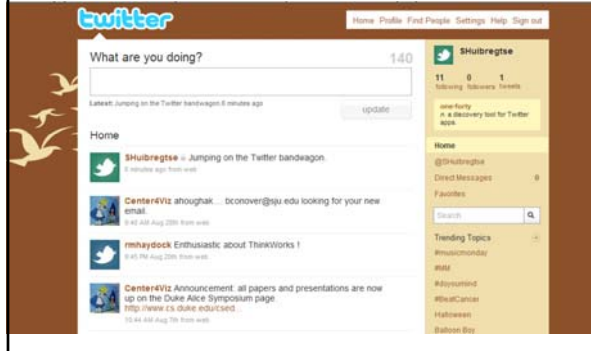 twitter
Home Profile Find People Settings Help Sign out
What are you doing?
140
Latest: Jumping on the Twitter bandwagon 6 minutes ago
update
Home
SHuibregtse Jumping on the Twitter bandwagon.
6 minutes ago from web
Center4Viz ahoughak... bconover@sju.edu looking for your new
email.
9:40 AM Aug 28th from web
rmhaydock Enthusiastic about ThinkWorks !
9:45 PM Aug 20th from web
Center4Viz Announcement: all papers and presentations are now
up on the Duke Alice Symposium page.
http://www.cs.duke.edu/csed...
10:44 AM Aug 7th from web
SHuibregtse
11 0 1
following followers tweets
one-forty
a discovery tool for Twitter
apps.
Home
@SHuibregtse
Direct Messages 0
Favorites
Search
Trending Topics
#musicmonday
#MM
#doyoumind
#BeatCancer
Halloween
Balloon Boy